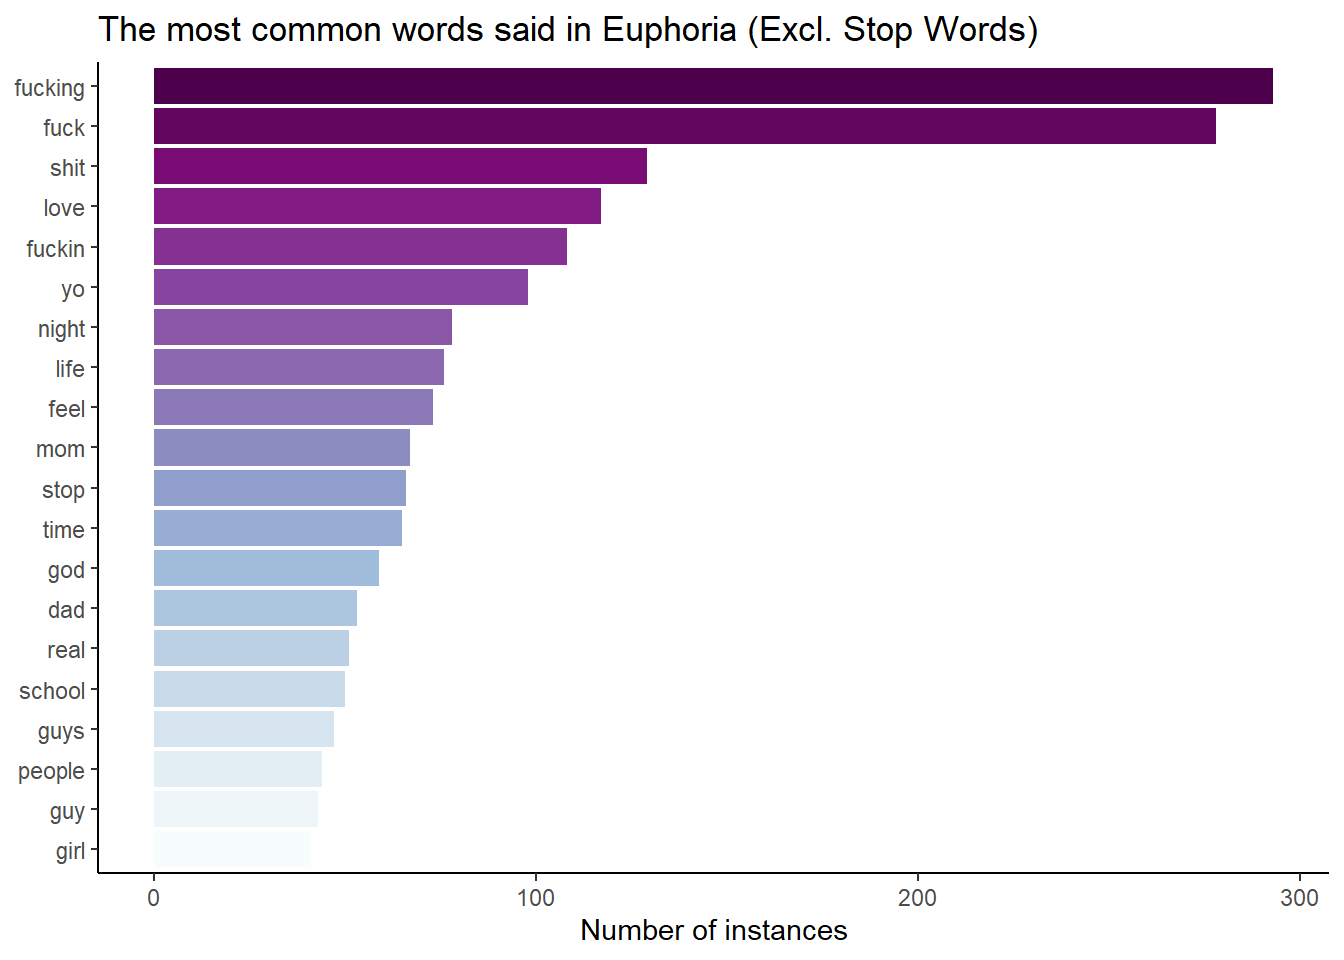 The most common words said in Euphoria (Excl. Stop Words)
fucking
fuck
shit
love
fuckin
yo
night
life
feel
mom
stop
time
god
dad
real
school
guys
people
guy
girl
0 100 200 300
Number of instances